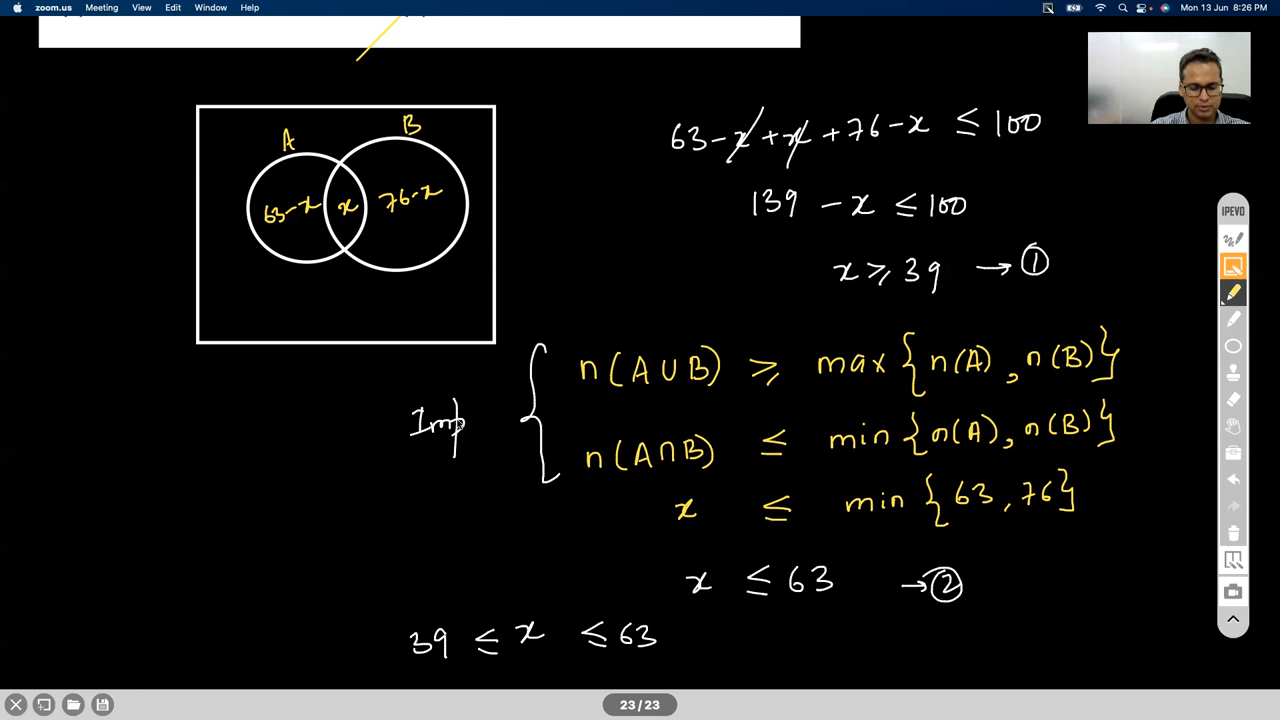 zoom.us Meeting View Edit Window Help Mon 13 Jun 8:26 PM
A B
63-x x 76-x
63-x+x+76-x ≤ 100
139 -x ≤ 100
x ≥ 39 → ①
IPEVO
Imp
n(A∪B) ≥ max{n(A), n(B)}
n(A∩B) ≤ min{n(A), n(B)}
x ≤ min {63, 76}
x ≤ 63 → ②
39 ≤ x ≤ 63
23/23